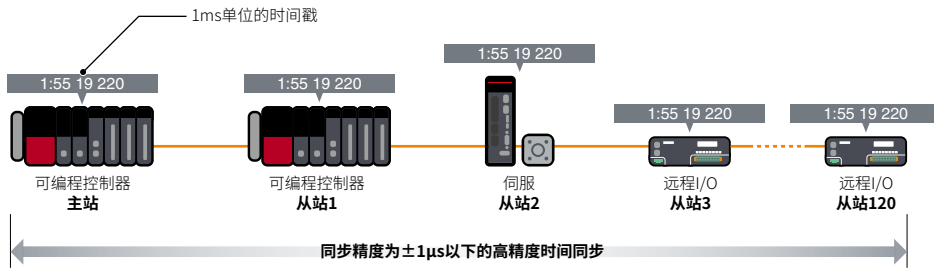 1ms单位的时间戳
1:55 19 220
1:55 19 220
1:55 19 220
1:55 19 220
1:55 19 220
可编程控制器
主站
可编程控制器
从站1
伺服
从站2
远程I/O
从站3
远程I/O
从站120
同步精度为±1μs以下的高精度时间同步